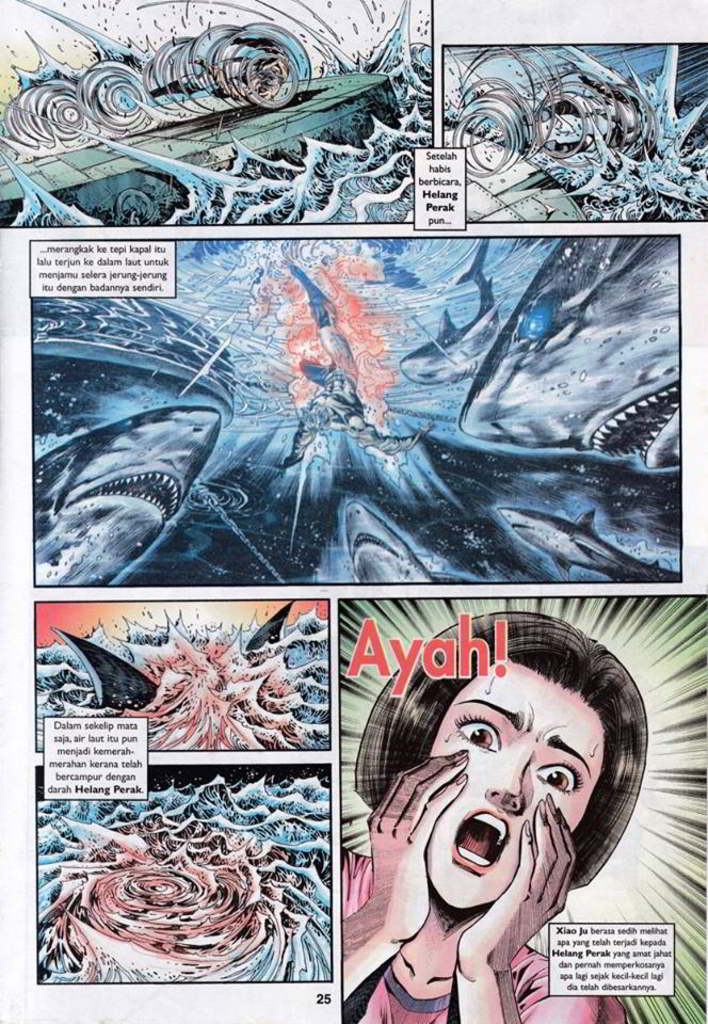 Setelah
habis
berbicara,
Helang
Perak
pun...
...merangkak ke tepi kapal itu
lalu terjun ke dalam laut untuk
menjamu selera jerung-jerung
itu dengan badannya sendiri.
Dalam sekelip mata
saja, air laut itu pun
menjadi kemerah-
merahan kerana telah
bercampur dengan
darah Helang Perak.
Ayah!
Xiao Ju berasa sedih melihat
apa yang telah terjadi kepada
Helang Perak yang amat jahat
dan pernah memperkosanya
apa lagi sejak kecil-kecil lagi
dia telah dibesarkannya.
25